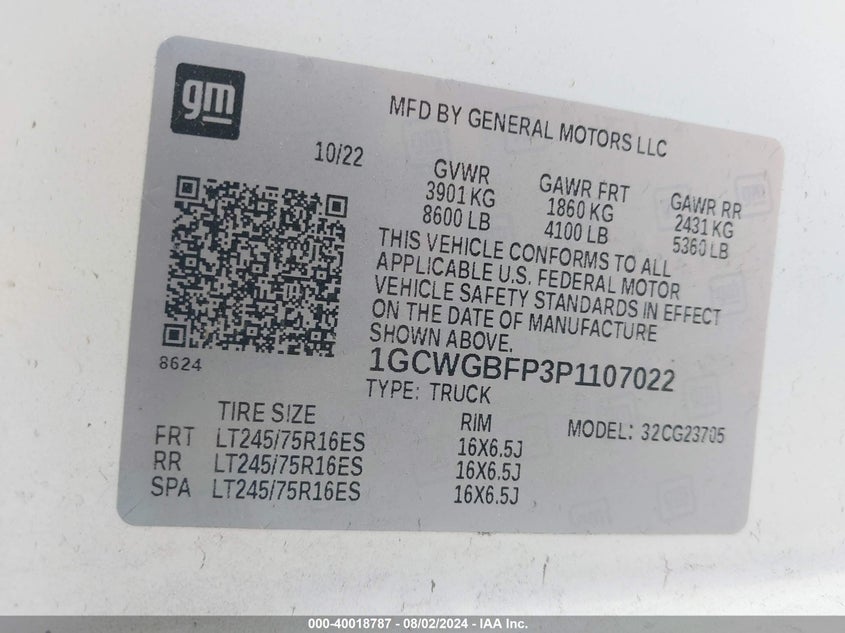 gm
MFD BY GENERAL MOTORS LLC
10/22
GVWR
3901 KG
8600 LB
GAWR FRT
1860 KG
4100 LB
GAWR RR
2431 KG
5360 LB
THIS VEHICLE CONFORMS TO ALL
APPLICABLE U.S. FEDERAL MOTOR
VEHICLE SAFETY STANDARDS IN EFFECT
ON THE DATE OF MANUFACTURE
SHOWN ABOVE.
8624
1GCWGBFP3P1107022
TYPE: TRUCK
TIRE SIZE
RIM
MODEL: 32CG23705
FRT LT245/75R16ES 16X6.5J
RR LT245/75R16ES 16X6.5J
SPA LT245/75R16ES 16X6.5J
000-40018787 - 08/02/2024 - IAA Inc.